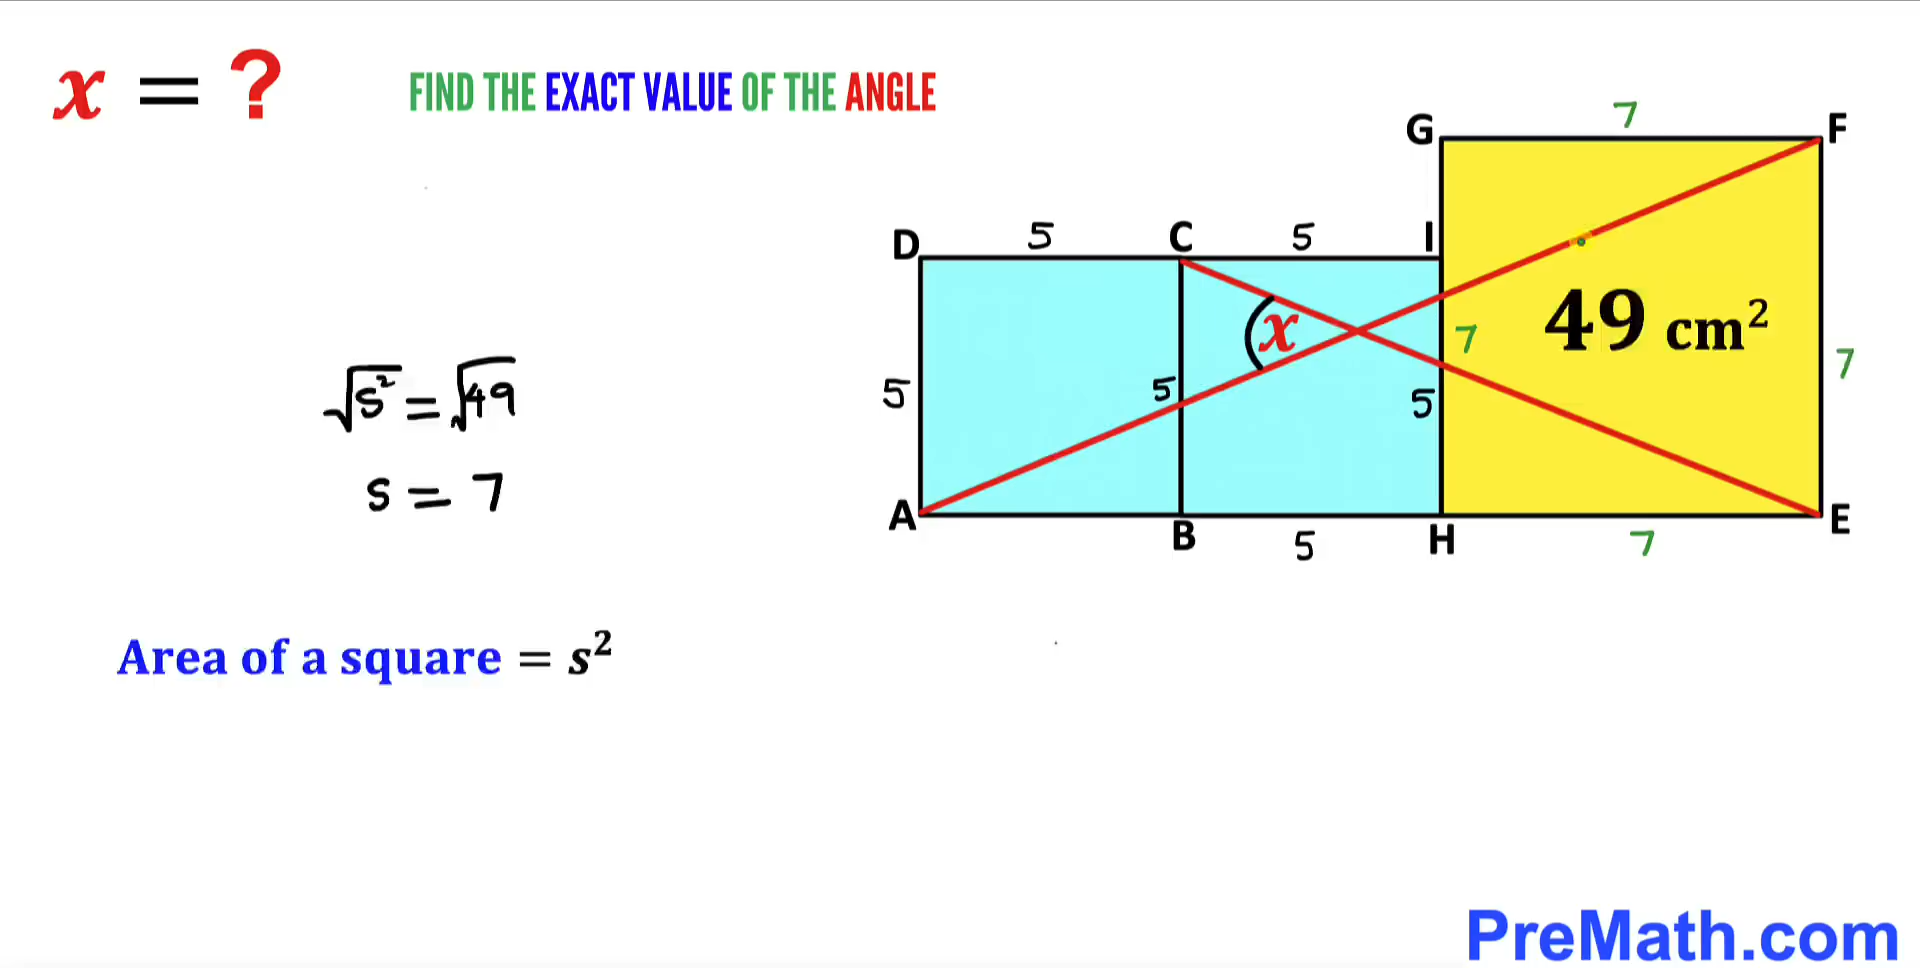 x = ?
FIND THE EXACT VALUE OF THE ANGLE
G 7 F
D 5 C 5 I
x
49 cm²
7
7
5
5
5
√s² = √49
s = 7
A
B
5
H
7
E
Area of a square = s²
PreMath.com